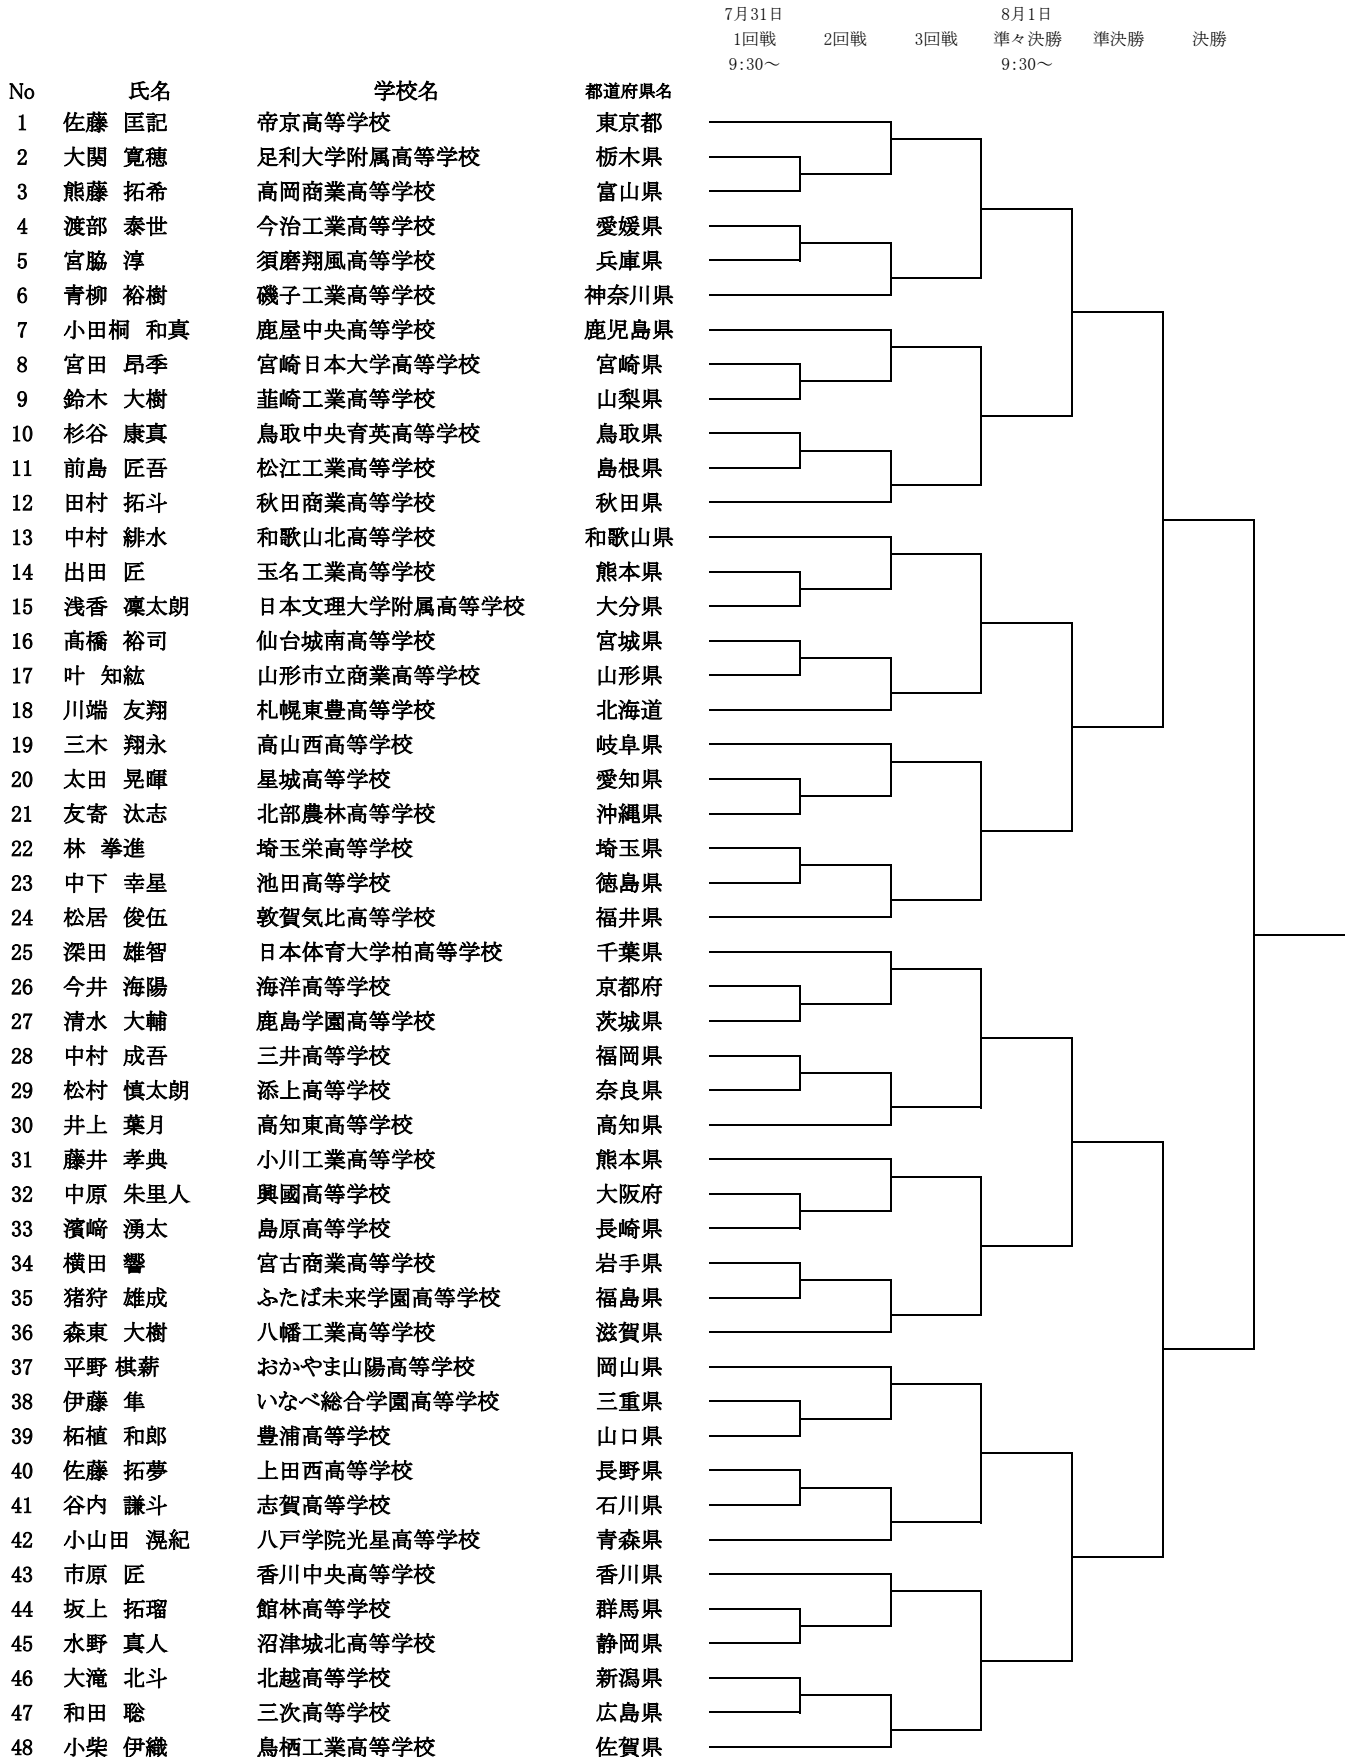 7月31日 8月1日
1回戦 2回戦 3回戦 準々決勝 準決勝 決勝
9:30～ 9:30～
No 氏名 学校名 都道府県名
1 佐藤 匡記 帝京高等学校 東京都
2 大関 寛穂 足利大学附属高等学校 栃木県
3 熊藤 拓希 高岡商業高等学校 富山県
4 渡部 泰世 今治工業高等学校 愛媛県
5 宮脇 淳 須磨翔風高等学校 兵庫県
6 青柳 裕樹 磯子工業高等学校 神奈川県
7 小田桐 和真 鹿屋中央高等学校 鹿児島県
8 宮田 昂季 宮崎日本大学高等学校 宮崎県
9 鈴木 大樹 韮崎工業高等学校 山梨県
10 杉谷 康真 鳥取中央育英高等学校 鳥取県
11 前島 匠吾 松江工業高等学校 島根県
12 田村 拓斗 秋田商業高等学校 秋田県
13 中村 緋水 和歌山北高等学校 和歌山県
14 出田 匠 玉名工業高等学校 熊本県
15 浅香 凜太朗 日本文理大学附属高等学校 大分県
16 髙橋 裕司 仙台城南高等学校 宮城県
17 叶 知紘 山形市立商業高等学校 山形県
18 川端 友翔 札幌東豊高等学校 北海道
19 三木 翔永 高山西高等学校 岐阜県
20 太田 晃暉 星城高等学校 愛知県
21 友寄 汰志 北部農林高等学校 沖縄県
22 林 拳進 埼玉栄高等学校 埼玉県
23 中下 幸星 池田高等学校 徳島県
24 松居 俊伍 敦賀気比高等学校 福井県
25 深田 雄智 日本体育大学柏高等学校 千葉県
26 今井 海陽 海洋高等学校 京都府
27 清水 大輔 鹿島学園高等学校 茨城県
28 中村 成吾 三井高等学校 福岡県
29 松村 慎太朗 添上高等学校 奈良県
30 井上 葉月 高知東高等学校 高知県
31 藤井 孝典 小川工業高等学校 熊本県
32 中原 朱里人 興國高等学校 大阪府
33 濱﨑 湧太 島原高等学校 長崎県
34 横田 響 宮古商業高等学校 岩手県
35 猪狩 雄成 ふたば未来学園高等学校 福島県
36 森東 大樹 八幡工業高等学校 滋賀県
37 平野 棋薪 おかやま山陽高等学校 岡山県
38 伊藤 隼 いなべ総合学園高等学校 三重県
39 柘植 和郎 豊浦高等学校 山口県
40 佐藤 拓夢 上田西高等学校 長野県
41 谷内 謙斗 志賀高等学校 石川県
42 小山田 滉紀 八戸学院光星高等学校 青森県
43 市原 匠 香川中央高等学校 香川県
44 坂上 拓瑠 館林高等学校 群馬県
45 水野 真人 沼津城北高等学校 静岡県
46 大滝 北斗 北越高等学校 新潟県
47 和田 聡 三次高等学校 広島県
48 小柴 伊織 鳥栖工業高等学校 佐賀県